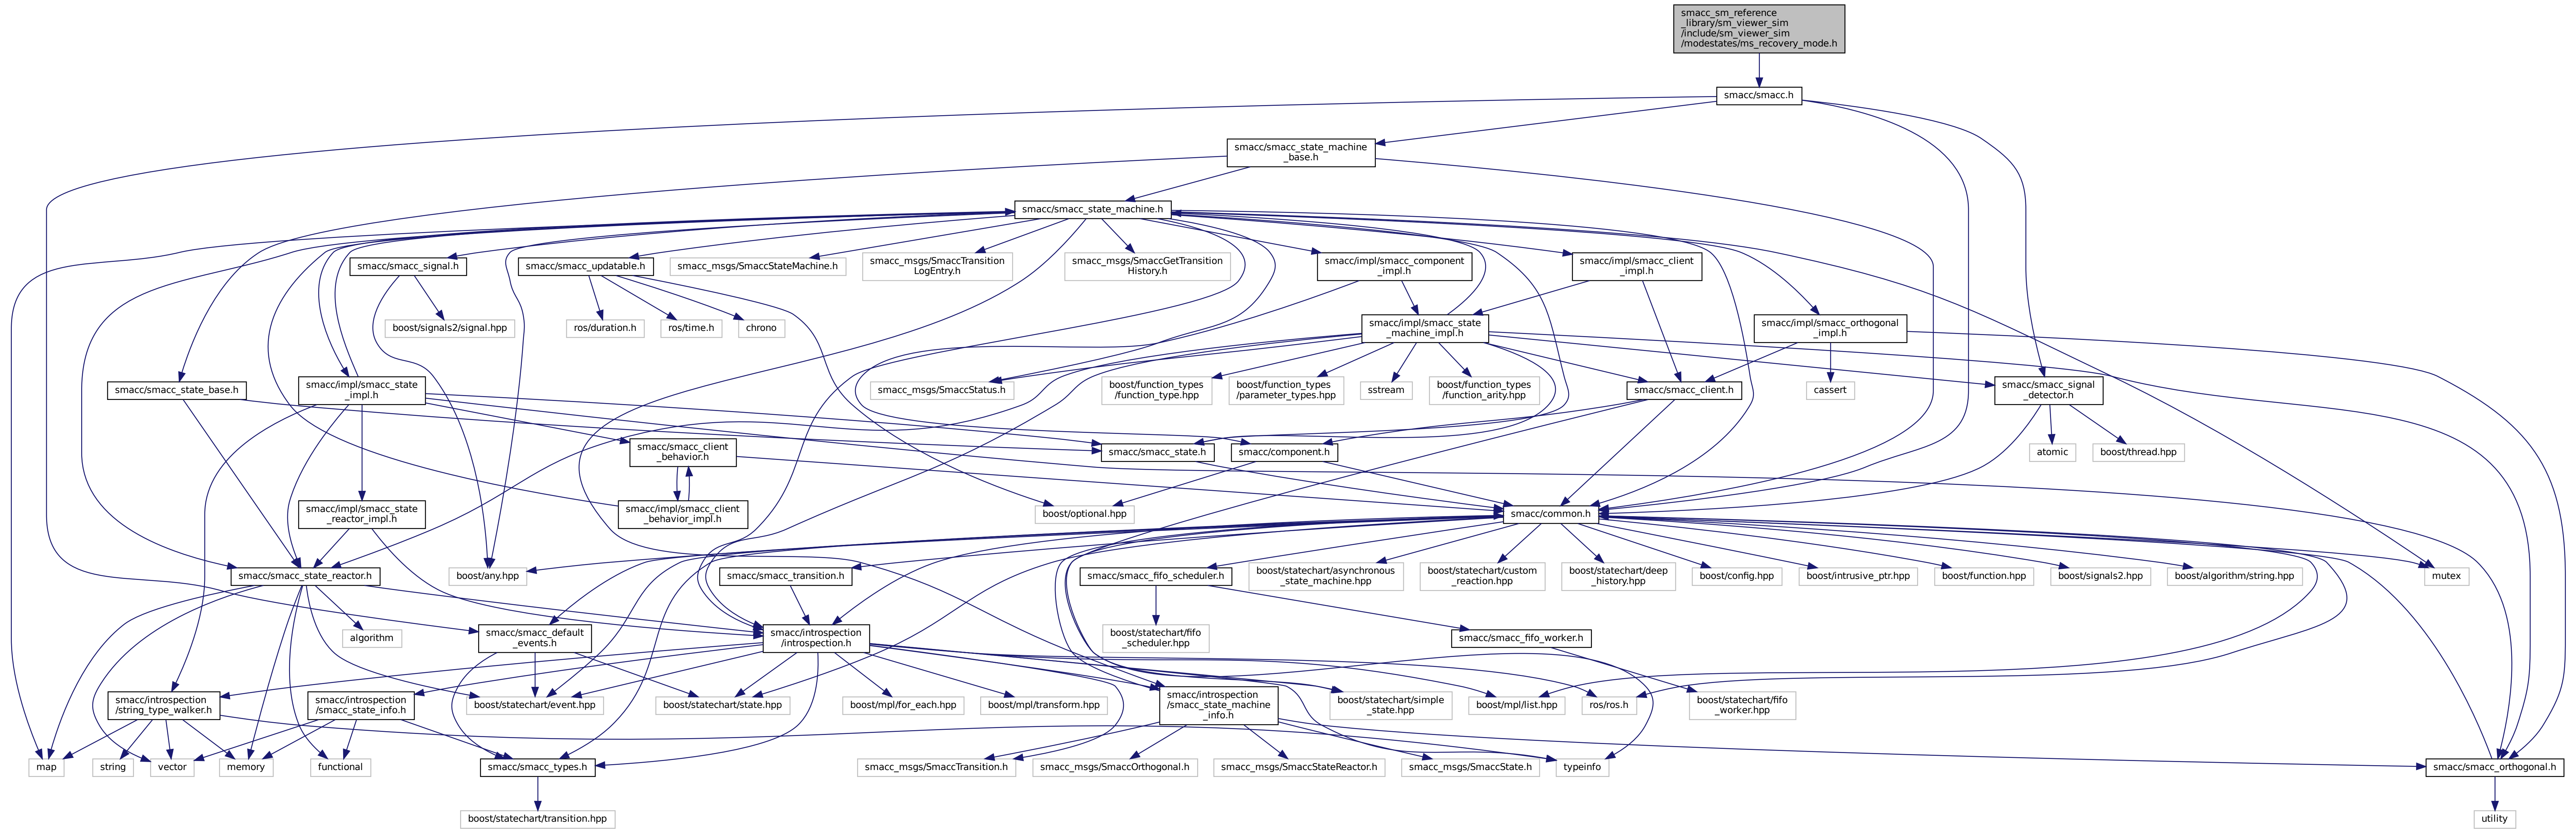 smacc_sm_reference
_library/sm_viewer_sim
/include/sm_viewer_sim
/modestates/ms_recovery_mode.h
smacc/smacc.h
smacc/smacc_state_machine
_base.h
smacc/smacc_state_machine.h
smacc/smacc_signal.h
smacc/smacc_updatable.h
smacc_msgs/SmaccStateMachine.h
smacc_msgs/SmaccTransition
LogEntry.h
smacc_msgs/SmaccGetTransition
History.h
smacc/impl/smacc_component
_impl.h
smacc/impl/smacc_client
_impl.h
boost/signals2/signal.hpp
ros/duration.h
ros/time.h
chrono
smacc/impl/smacc_state
_machine_impl.h
smacc/impl/smacc_orthogonal
_impl.h
smacc/smacc_state_base.h
smacc/impl/smacc_state
_impl.h
smacc_msgs/SmaccStatus.h
boost/function_types
/function_type.hpp
boost/function_types
/parameter_types.hpp
sstream
boost/function_types
/function_arity.hpp
smacc/smacc_client.h
cassert
smacc/smacc_signal
_detector.h
smacc/smacc_client
_behavior.h
smacc/smacc_state.h
smacc/component.h
atomic
boost/thread.hpp
smacc/impl/smacc_state
_reactor_impl.h
smacc/impl/smacc_client
_behavior_impl.h
boost/optional.hpp
smacc/common.h
smacc/smacc_state_reactor.h
boost/any.hpp
smacc/smacc_transition.h
smacc/smacc_fifo_scheduler.h
boost/statechart/asynchronous
_state_machine.hpp
boost/statechart/custom
_reaction.hpp
boost/statechart/deep
_history.hpp
boost/config.hpp
boost/intrusive_ptr.hpp
boost/function.hpp
boost/signals2.hpp
boost/algorithm/string.hpp
mutex
algorithm
smacc/smacc_default
_events.h
smacc/introspection
/introspection.h
boost/statechart/fifo
_scheduler.hpp
smacc/smacc_fifo_worker.h
smacc/introspection
/string_type_walker.h
smacc/introspection
/smacc_state_info.h
boost/statechart/event.hpp
boost/statechart/state.hpp
boost/mpl/for_each.hpp
boost/mpl/transform.hpp
smacc/introspection
/smacc_state_machine
_info.h
boost/statechart/simple
_state.hpp
boost/mpl/list.hpp
ros/ros.h
boost/statechart/fifo
_worker.hpp
map
string
vector
memory
functional
smacc/smacc_types.h
smacc_msgs/SmaccTransition.h
smacc_msgs/SmaccOrthogonal.h
smacc_msgs/SmaccStateReactor.h
smacc_msgs/SmaccState.h
typeinfo
smacc/smacc_orthogonal.h
boost/statechart/transition.hpp
utility